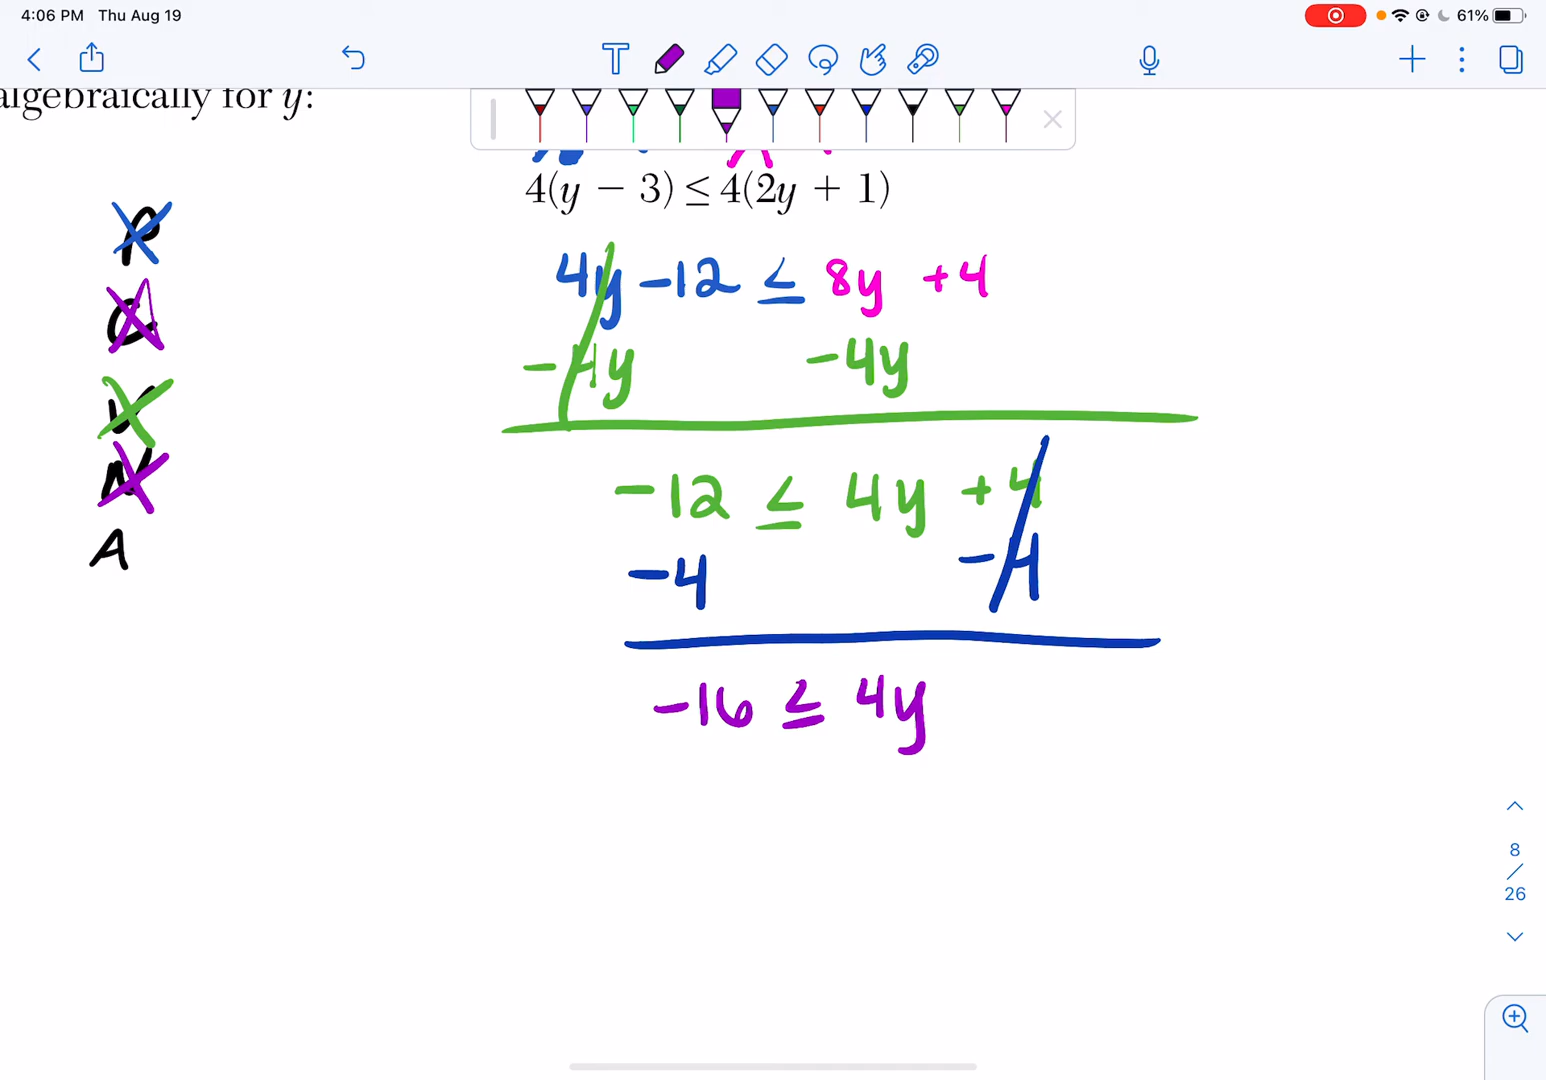 4:06 PM Thu Aug 19
61%
T
algebraically for y:
4(y − 3) ≤ 4(2y + 1)
P
C
V
N
A
4y −12 ≤ 8y +4
−4y −4y
−12 ≤ 4y +4
−4 −4
−16 ≤ 4y
8
/
26